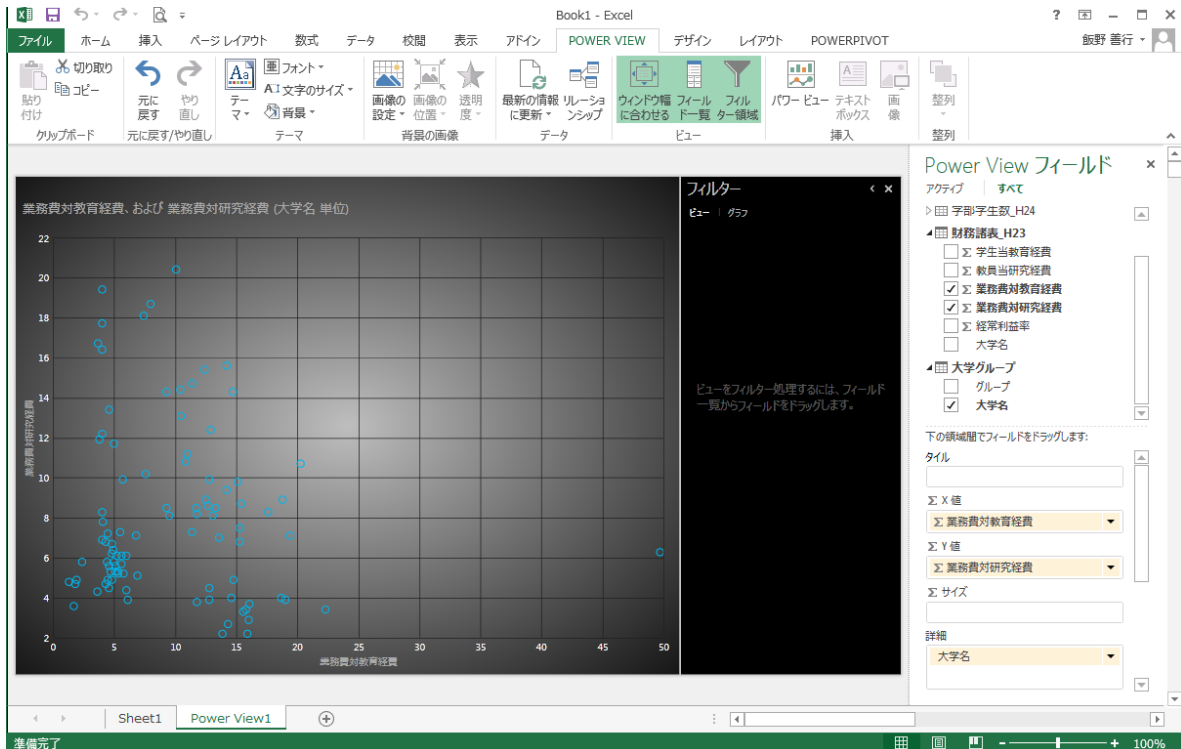 Book1 - Excel
ファイル ホーム 挿入 ページ レイアウト 数式 データ 校閲 表示 アドイン POWER VIEW デザイン レイアウト POWERPIVOT 飯野 善行
切り取り
コピー
貼り付け
クリップボード
元に戻す
やり直し
元に戻す/やり直し
テーマ
亜 フォント
文字のサイズ
背景
テーマ
画像の設定
画像の位置
透明度
背景の画像
最新の情報に更新
リレーションシップ
データ
ウィンドウ幅に合わせる
フィールド一覧
フィルター領域
ビュー
パワー ビュー
テキスト ボックス
画像
挿入
整列
整列
業務費対教育経費、および 業務費対研究経費 (大学名 単位)
22
20
18
16
14
12
10
8
6
4
2
業務費対研究経費
0 5 10 15 20 25 30 35 40 45 50
業務費対教育経費
フィルター
ビュー グラフ
ビューをフィルター処理するには、フィールド
一覧からフィールドをドラッグします。
Power View フィールド
アクティブ すべて
学部学生数_H24
財務諸表_H23
Σ 学生当教育経費
Σ 教員当研究経費
Σ 業務費対教育経費
Σ 業務費対研究経費
Σ 経常利益率
大学名
大学グループ
グループ
大学名
下の領域間でフィールドをドラッグします:
タイル
Σ X 値
Σ 業務費対教育経費
Σ Y 値
Σ 業務費対研究経費
Σ サイズ
詳細
大学名
Sheet1 Power View1
準備完了
100%